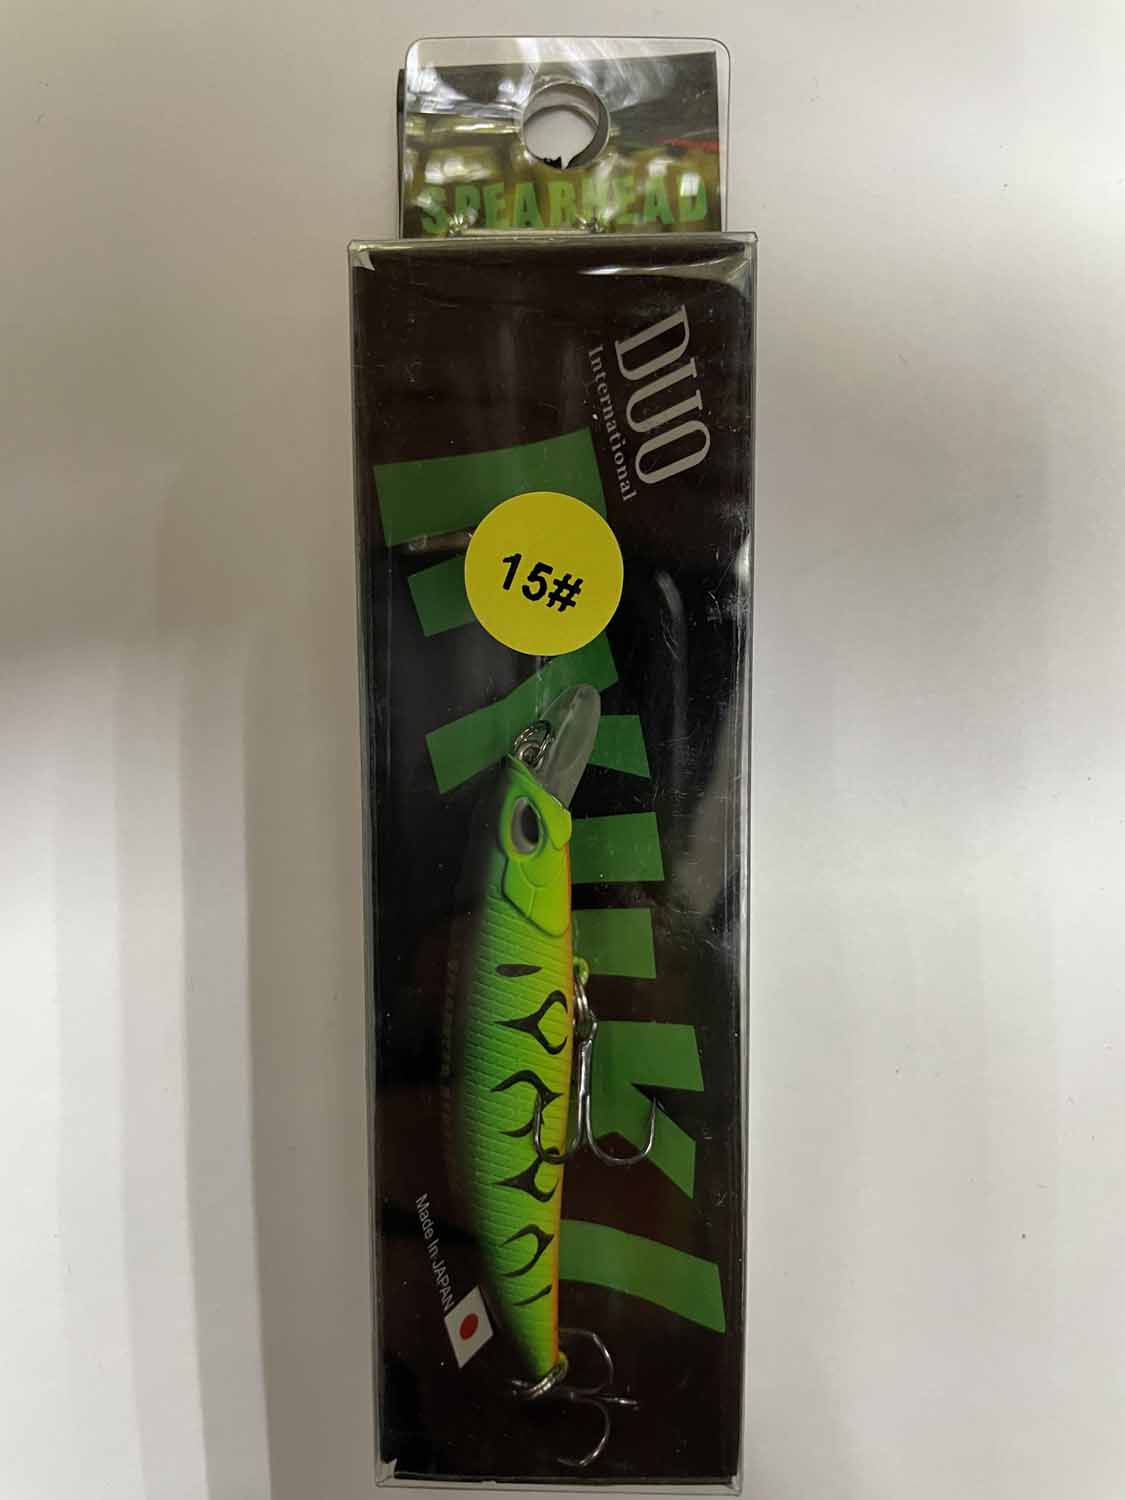 SPEARHEAD
DUO
International
15#
Made In JAPAN